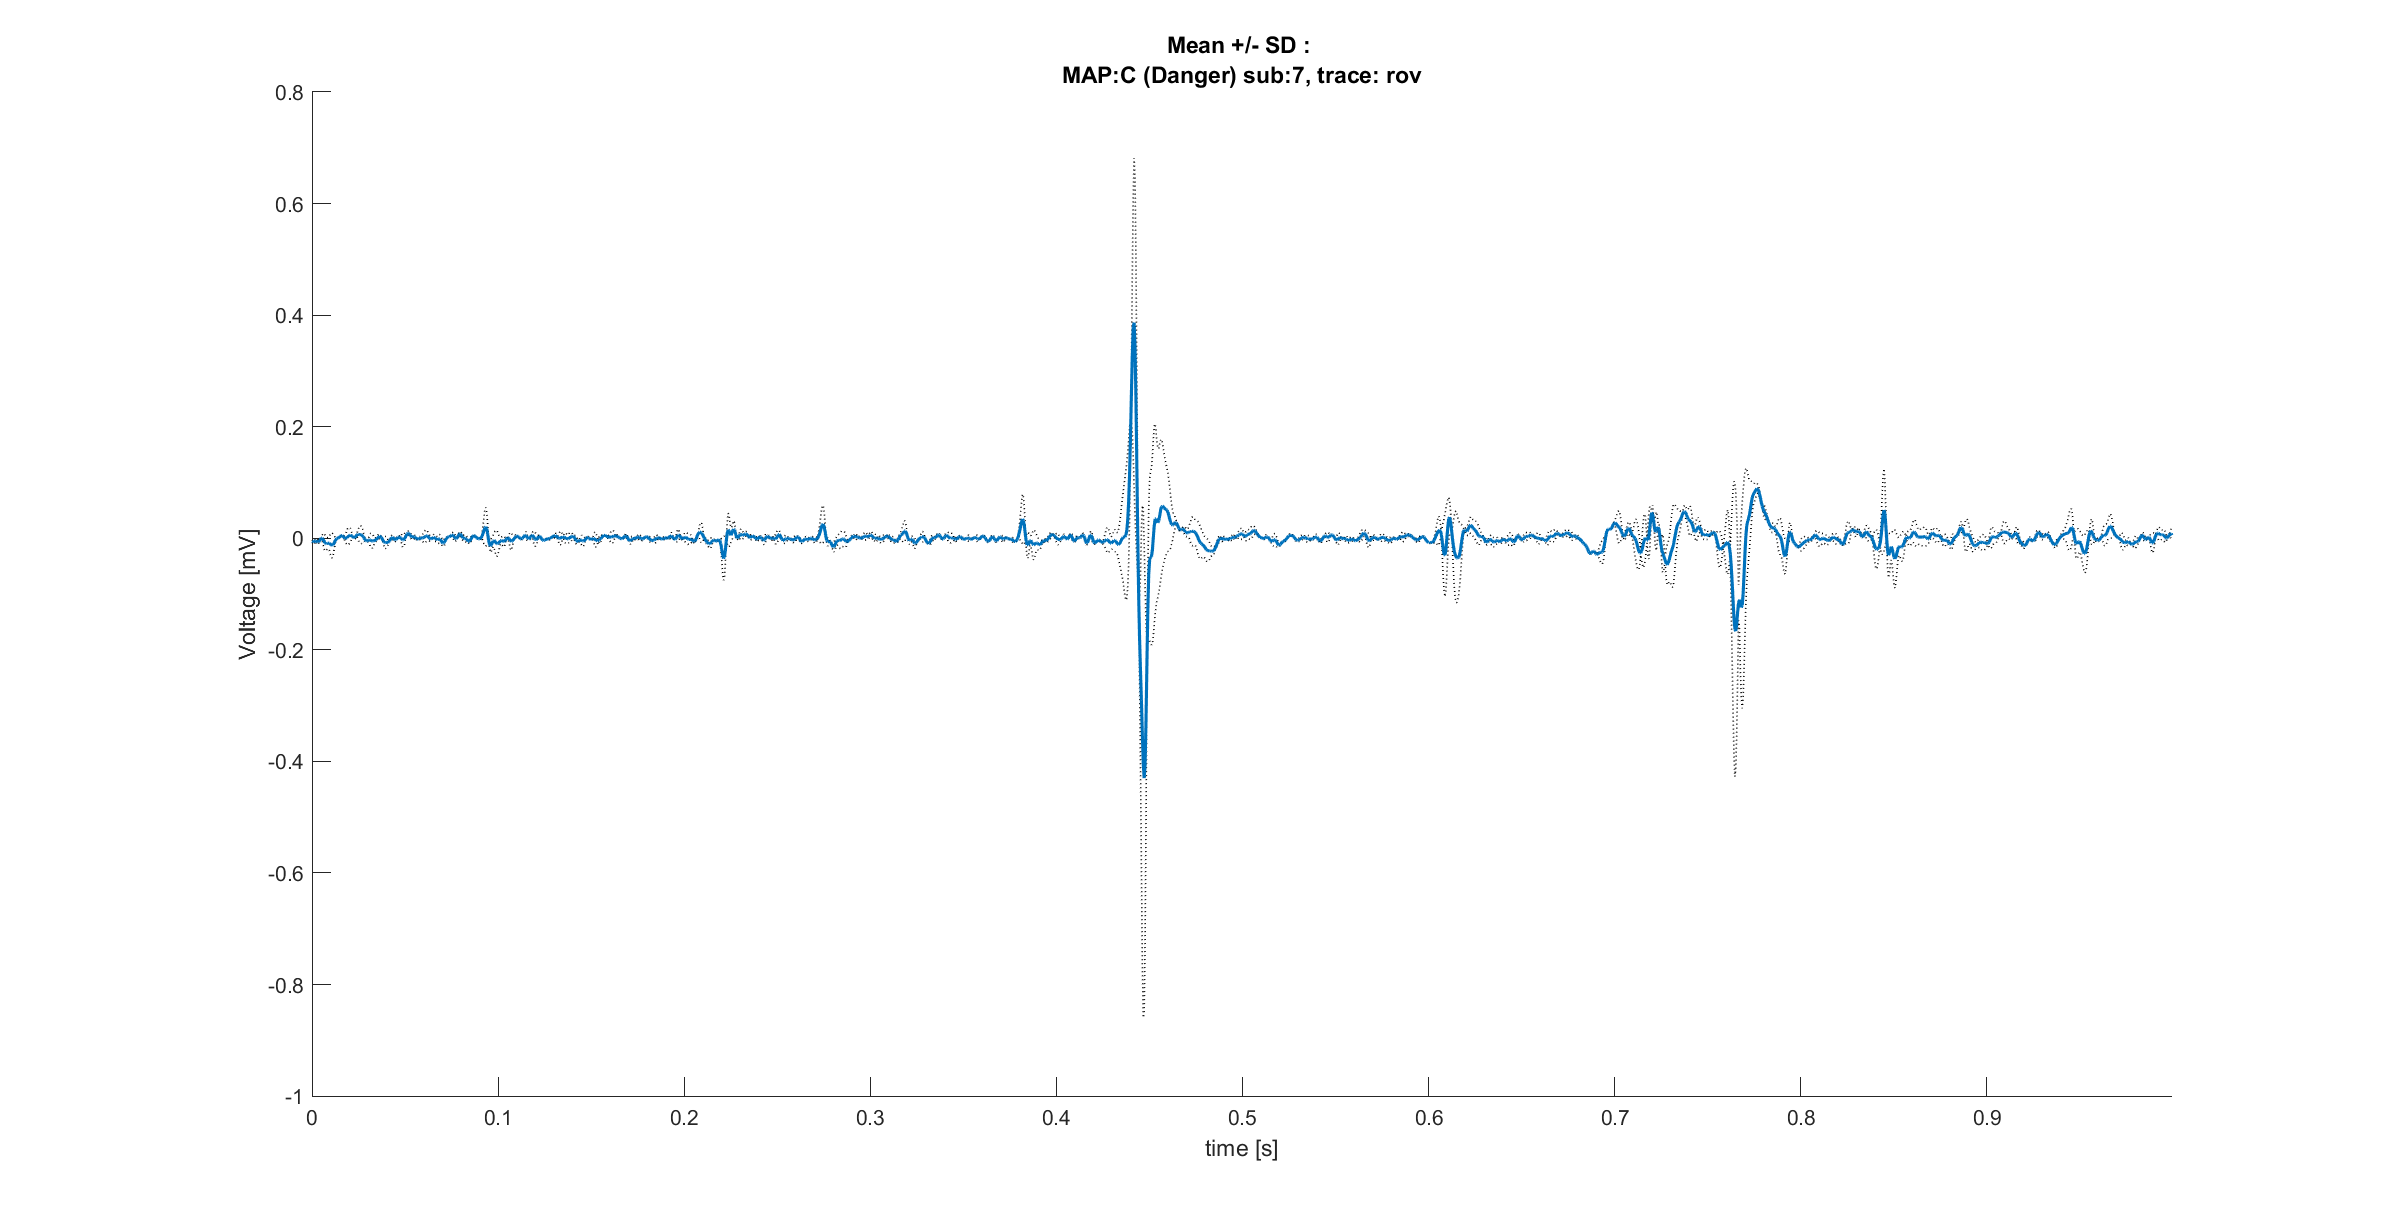 Mean +/- SD :
MAP:C (Danger) sub:7, trace: rov
0.8
0.6
0.4
0.2
0
-0.2
-0.4
-0.6
-0.8
-1
Voltage [mV]
0 0.1 0.2 0.3 0.4 0.5 0.6 0.7 0.8 0.9
time [s]